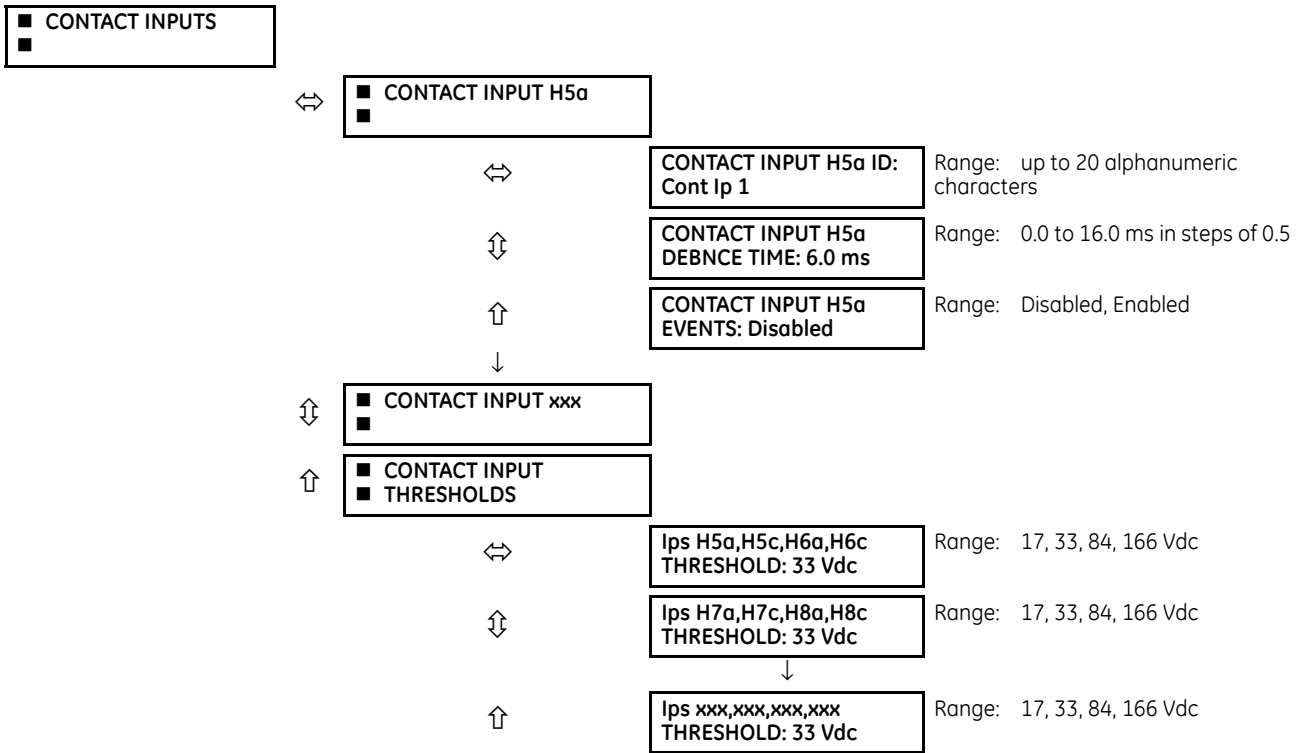 ■ CONTACT INPUTS
■
⇔
■ CONTACT INPUT H5a
■
⇔
CONTACT INPUT H5a ID:
Cont Ip 1
Range: up to 20 alphanumeric
characters
⇕
CONTACT INPUT H5a
DEBNCE TIME: 6.0 ms
Range: 0.0 to 16.0 ms in steps of 0.5
⇑
CONTACT INPUT H5a
EVENTS: Disabled
Range: Disabled, Enabled
↓
⇕
■ CONTACT INPUT xxx
■
⇑
■ CONTACT INPUT
■ THRESHOLDS
⇔
Ips H5a,H5c,H6a,H6c
THRESHOLD: 33 Vdc
Range: 17, 33, 84, 166 Vdc
⇕
Ips H7a,H7c,H8a,H8c
THRESHOLD: 33 Vdc
Range: 17, 33, 84, 166 Vdc
↓
⇑
Ips xxx,xxx,xxx,xxx
THRESHOLD: 33 Vdc
Range: 17, 33, 84, 166 Vdc